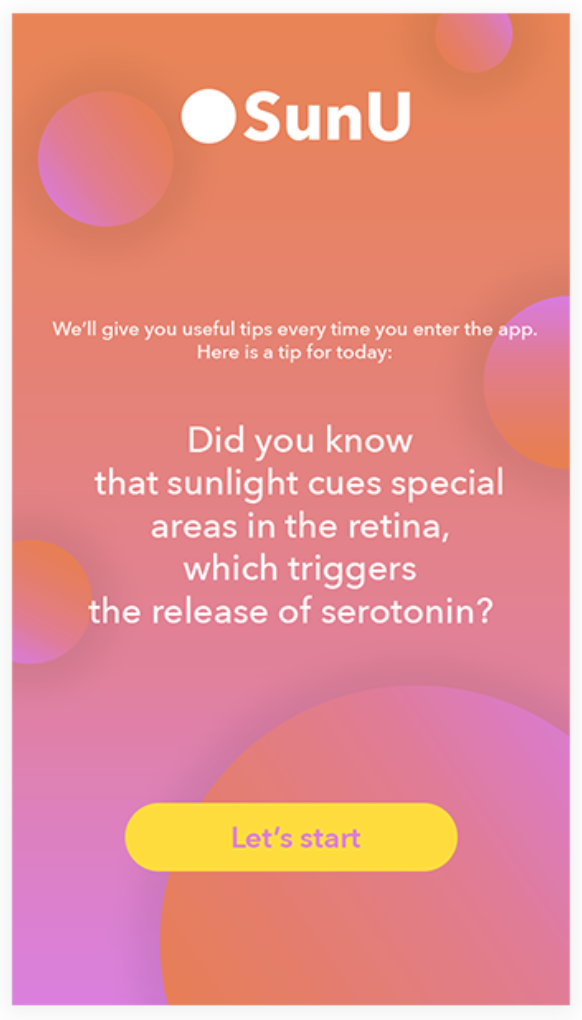 SunU
We’ll give you useful tips every time you enter the app.
Here is a tip for today:
Did you know
that sunlight cues special
areas in the retina,
which triggers
the release of serotonin?
Let’s start